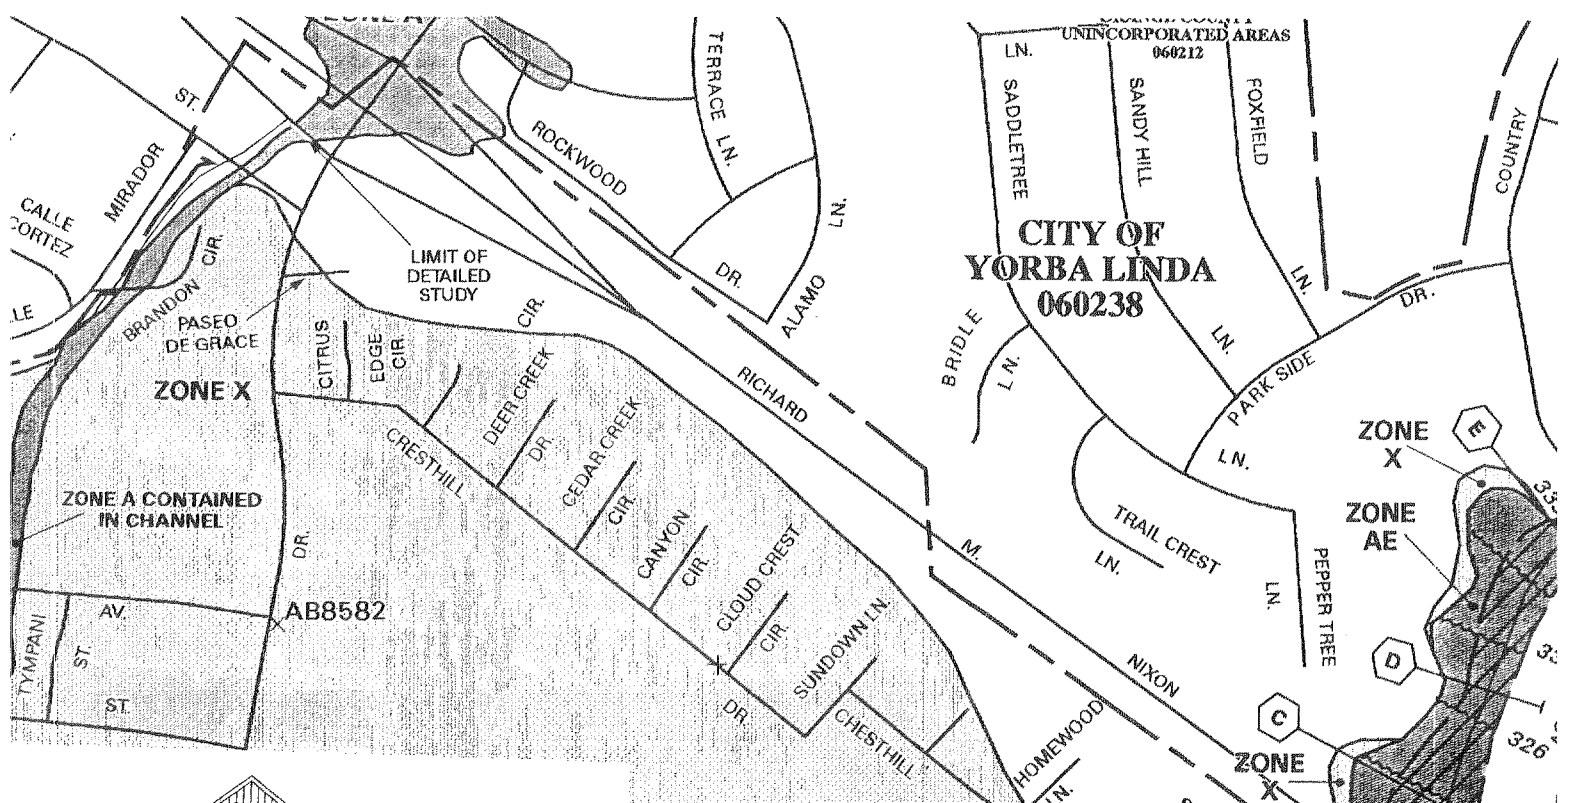 ZONE A
ORANGE COUNTY
UNINCORPORATED AREAS
060212
LN.
TERRACE LN.
SADDLETREE
SANDY HILL
FOXFIELD
COUNTRY
ST.
MIRADOR
ROCKWOOD
CALLE
CORTEZ
LN.
CITY OF
YORBA LINDA
060238
LIMIT OF
DETAILED
STUDY
CIR.
DR.
ALAMO
LN.
DR.
BRANDON
PASEO
DE GRACE
CIR.
CITRUS
EDGE
CIR.
BRIDLE
LN.
LN.
PARK SIDE
ZONE X
DEER CREEK
DR.
RICHARD
CEDAR CREEK
CIR.
CRESTHILL
ZONE
X
E
LN.
ZONE A CONTAINED
IN CHANNEL
DR.
CANYON
CIR.
CLOUD CREST
CIR.
M.
TRAIL CREST
LN.
ZONE
AE
PEPPER TREE
LN.
AV.
AB8582
TYMPANI
ST.
SUNDOWN LN.
D
NIXON
ST.
DR.
CHESTHILL
HOMEWOOD
LN.
C
326
ZONE
X